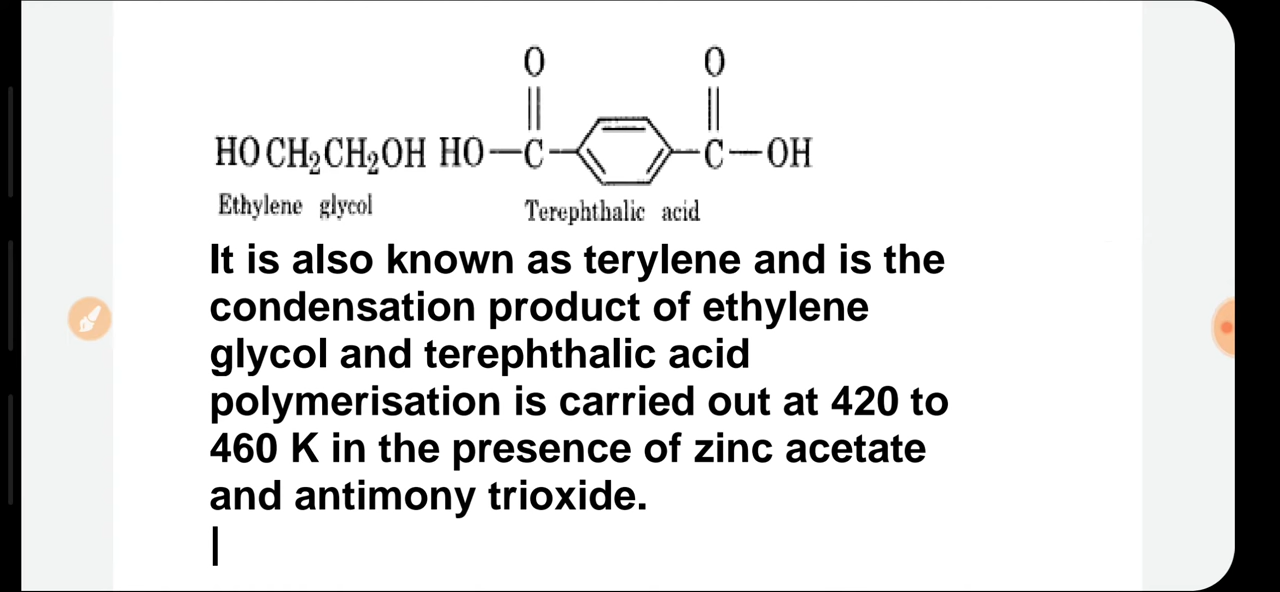 O O
||  ||
HO CH₂CH₂OH HO—C— —C—OH
Ethylene glycol Terephthalic acid
It is also known as terylene and is the
condensation product of ethylene
glycol and terephthalic acid
polymerisation is carried out at 420 to
460 K in the presence of zinc acetate
and antimony trioxide.